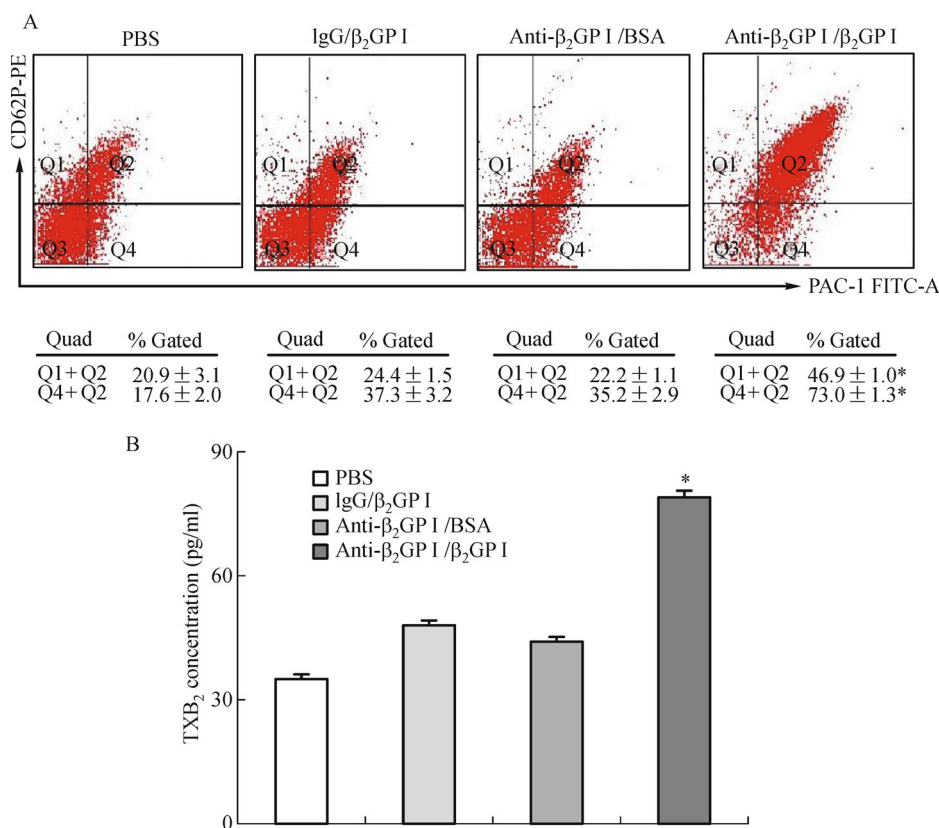 A
PBS
IgG/β₂GP I
Anti-β₂GP I /BSA
Anti-β₂GP I /β₂GP I
CD62P-PE
Q1
Q2
Q3
Q4
Q1
Q2
Q3
Q4
Q1
Q2
Q3
Q4
Q1
Q2
Q3
Q4
PAC-1 FITC-A
Quad % Gated
Q1+Q2 20.9 ± 3.1
Q4+Q2 17.6 ± 2.0
Quad % Gated
Q1+Q2 24.4 ± 1.5
Q4+Q2 37.3 ± 3.2
Quad % Gated
Q1+Q2 22.2 ± 1.1
Q4+Q2 35.2 ± 2.9
Quad % Gated
Q1+Q2 46.9 ± 1.0*
Q4+Q2 73.0 ± 1.3*
B
TXB₂ concentration (pg/ml)
90
60
30
0
PBS
IgG/β₂GP I
Anti-β₂GP I /BSA
Anti-β₂GP I /β₂GP I
*